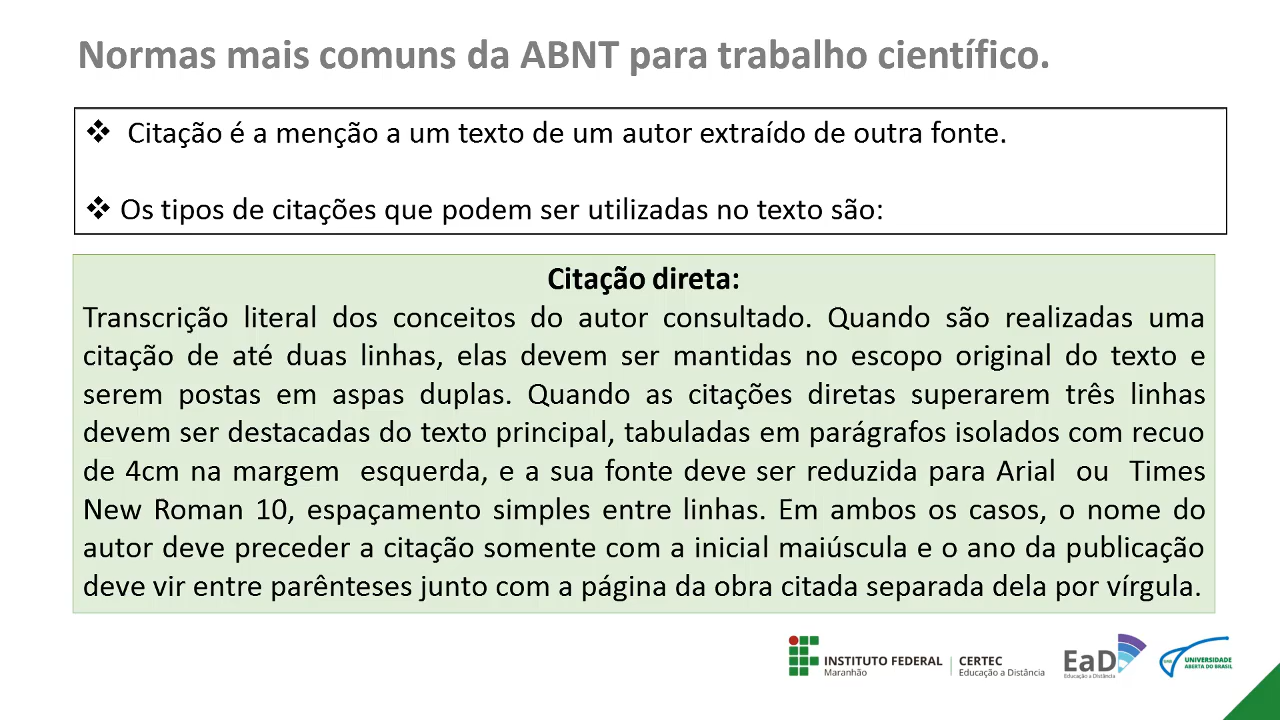 Normas mais comuns da ABNT para trabalho científico.
❖ Citação é a menção a um texto de um autor extraído de outra fonte.
❖ Os tipos de citações que podem ser utilizadas no texto são:
Citação direta:
Transcrição literal dos conceitos do autor consultado. Quando são realizadas uma
citação de até duas linhas, elas devem ser mantidas no escopo original do texto e
serem postas em aspas duplas. Quando as citações diretas superarem três linhas
devem ser destacadas do texto principal, tabuladas em parágrafos isolados com recuo
de 4cm na margem esquerda, e a sua fonte deve ser reduzida para Arial ou Times
New Roman 10, espaçamento simples entre linhas. Em ambos os casos, o nome do
autor deve preceder a citação somente com a inicial maiúscula e o ano da publicação
deve vir entre parênteses junto com a página da obra citada separada dela por vírgula.
INSTITUTO FEDERAL
Maranhão
CERTEC
Educação a Distância
EaD
Educação a Distância
UAB
UNIVERSIDADE
ABERTA DO BRASIL